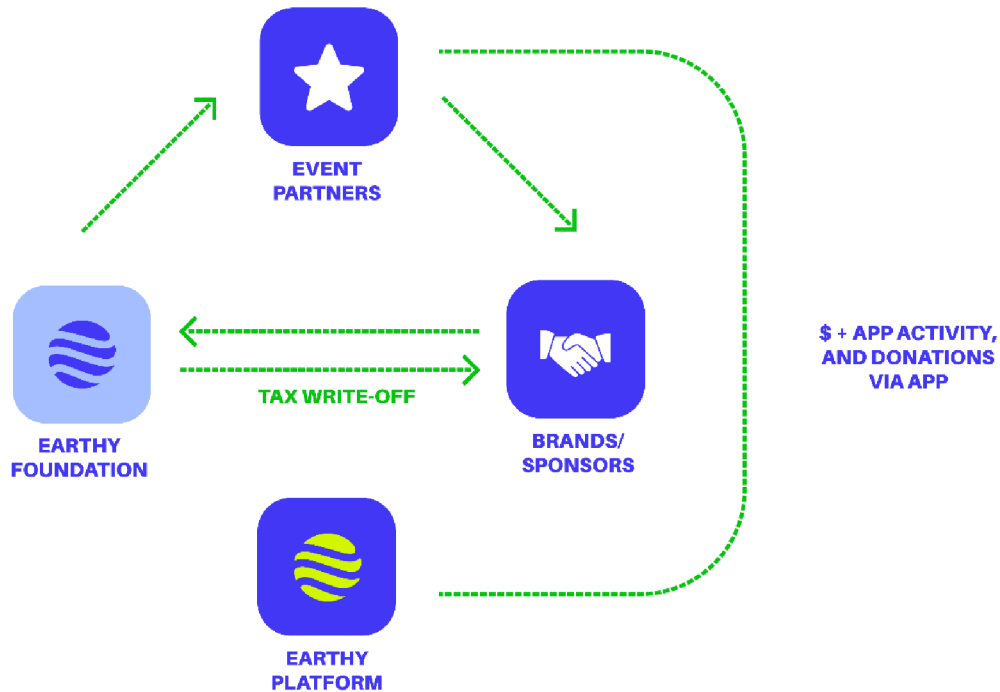 EVENT
PARTNERS
$ + APP ACTIVITY,
AND DONATIONS
VIA APP
TAX WRITE-OFF
EARTHY
FOUNDATION
BRANDS/
SPONSORS
EARTHY
PLATFORM